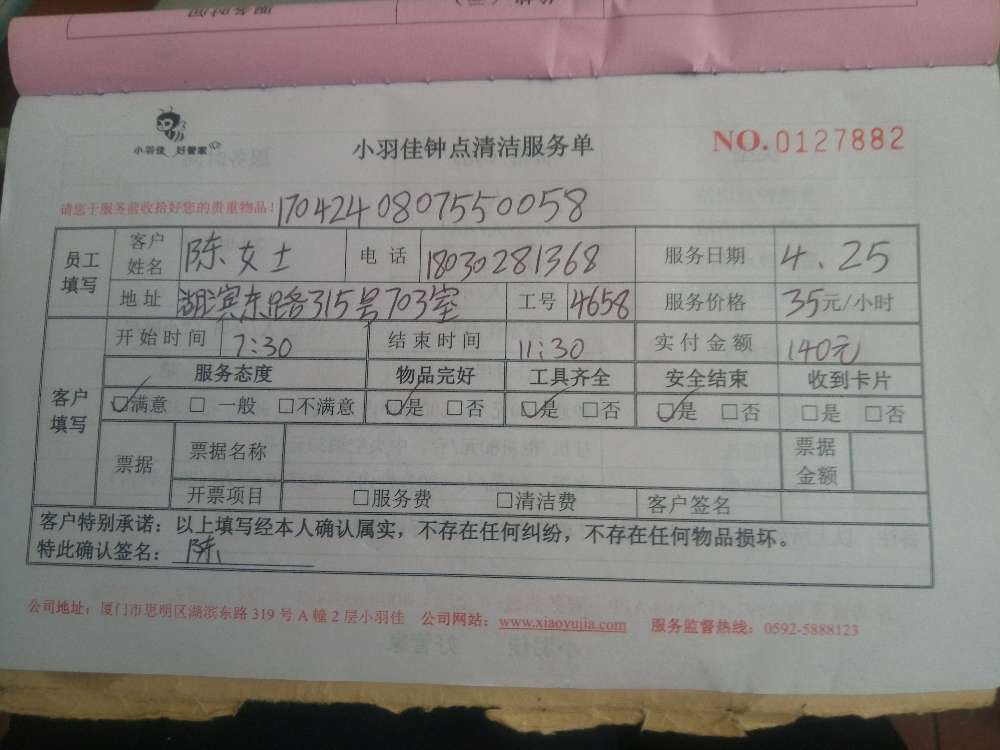 小羽佳 好管家
小羽佳钟点清洁服务单
NO.0127882
请您于服务前收拾好您的贵重物品!1704240807550058
员工填写 客户姓名 陈女士 电话 18030281368 服务日期 4.25
地址 湖滨东路315号703室 工号 4658 服务价格 35元/小时
客户填写 开始时间 7:30 结束时间 11:30 实付金额 140元
服务态度 物品完好 工具齐全 安全结束 收到卡片
☑满意 □一般 □不满意 ☑是 □否 ☑是 □否 ☑是 □否 □是 □否
票据 票据名称 票据金额
开票项目 □服务费 □清洁费 客户签名
客户特别承诺:以上填写经本人确认属实,不存在任何纠纷,不存在任何物品损坏。
特此确认签名:陈
公司地址:厦门市思明区湖滨东路319号A幢2层小羽佳 公司网站:www.xiaoyujia.com 服务监督热线:0592-5888123